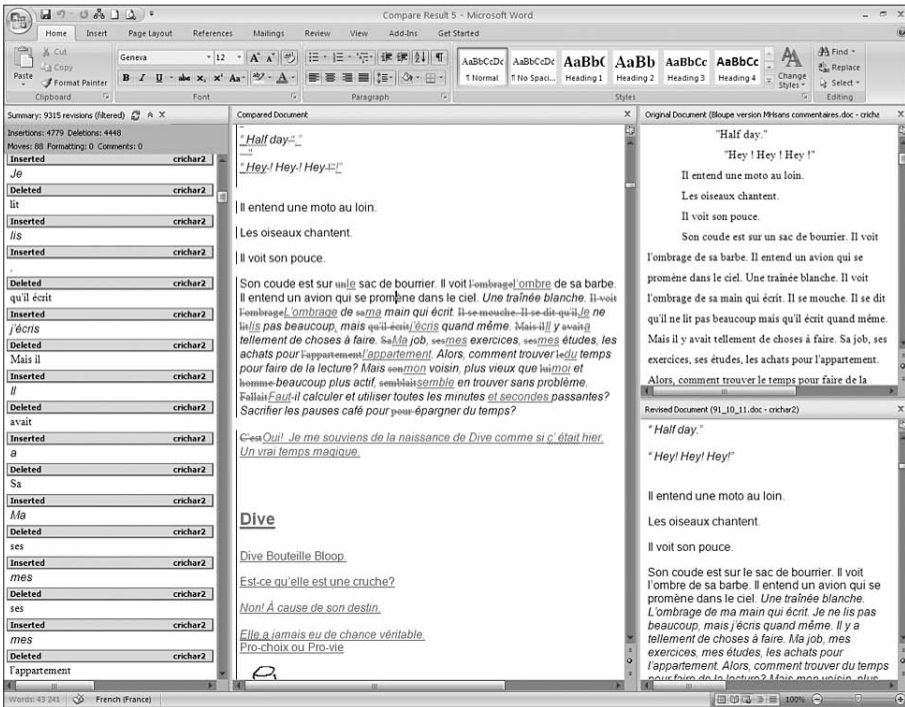 Compare Result 5 - Microsoft Word
Home Insert Page Layout References Mailings Review View Add-Ins Get Started
Paste
Cut
Copy
Format Painter
Clipboard
Geneva 12
Font
Paragraph
AaBbCcDc AaBbCcDc AaBb( AaBb AaBbCc AaBbCc
¶ Normal ¶ No Spaci... Heading 1 Heading 2 Heading 3 Heading 4
Change Styles
Styles
Find
Replace
Select
Editing
Summary: 9315 revisions (filtered)
Insertions: 4779 Deletions: 4448
Moves: 88 Formatting: 0 Comments: 0
Inserted crichar2
Je
Deleted crichar2
lit
Inserted crichar2
lis
Inserted crichar2
,
Deleted crichar2
qu'il écrit
Inserted crichar2
j'écris
Deleted crichar2
Mais il
Inserted crichar2
Il
Deleted crichar2
avait
Inserted crichar2
a
Deleted crichar2
Sa
Inserted crichar2
Ma
Deleted crichar2
ses
Inserted crichar2
mes
Deleted crichar2
ses
Inserted crichar2
mes
Deleted crichar2
l'appartement
Compared Document
"Half day"."
"Hey ! Hey ! Hey !"!"
Il entend une moto au loin.
Les oiseaux chantent.
Il voit son pouce.
Son coude est sur unle sac de bourrier. Il voit l'ombragel'ombre de sa barbe.
Il entend un avion qui se promène dans le ciel. Une traînée blanche. Il voit
l'ombrageL'ombrage de sama main qui écrit. Il se mouche. Il se dit qu'ilJe ne
litlis pas beaucoup, mais qu'il écritj'écris quand même. Mais ilIl y avaita
tellement de choses à faire. SaMa job, sesmes exercices, sesmes études, les
achats pour l'appartementl'appartement. Alors, comment trouver ledu temps
pour faire de la lecture? Mais sonmon voisin, plus vieux que luimoi et
homme beaucoup plus actif, semblaitsemble en trouver sans problème.
FallaitFaut-il calculer et utiliser toutes les minutes et secondes passantes?
Sacrifier les pauses café pour épargner du temps?
C'estOui! Je me souviens de la naissance de Dive comme si c' était hier.
Un vrai temps magique.
Dive
Dive Bouteille Bloop.
Est-ce qu'elle est une cruche?
Non! À cause de son destin.
Elle a jamais eu de chance véritable.
Pro-choix ou Pro-vie
Original Document (Bloupe version MHsans commentaires.doc - cricha
"Half day."
"Hey ! Hey ! Hey !"
Il entend une moto au loin.
Les oiseaux chantent.
Il voit son pouce.
Son coude est sur un sac de bourrier. Il voit
l'ombrage de sa barbe. Il entend un avion qui se
promène dans le ciel. Une traînée blanche. Il voit
l'ombrage de sa main qui écrit. Il se mouche. Il se dit
qu'il ne lit pas beaucoup mais qu'il écrit quand même.
Mais il y avait tellement de choses à faire. Sa job, ses
exercices, ses études, les achats pour l'appartement.
Alors, comment trouver le temps pour faire de la
Revised Document (91_10_11.doc - crichar2)
"Half day."
"Hey! Hey! Hey!"
Il entend une moto au loin.
Les oiseaux chantent.
Il voit son pouce.
Son coude est sur le sac de bourrier. Il voit
l'ombre de sa barbe. Il entend un avion qui se
promène dans le ciel. Une traînée blanche.
L'ombrage de ma main qui écrit. Je ne lis pas
beaucoup, mais j'écris quand même. Il y a
tellement de choses à faire. Ma job, mes
exercices, mes études, les achats pour
l'appartement. Alors, comment trouver du temps
pour faire de la lecture? Mais mon voisin, plus
Words: 43 241 French (France) 100%